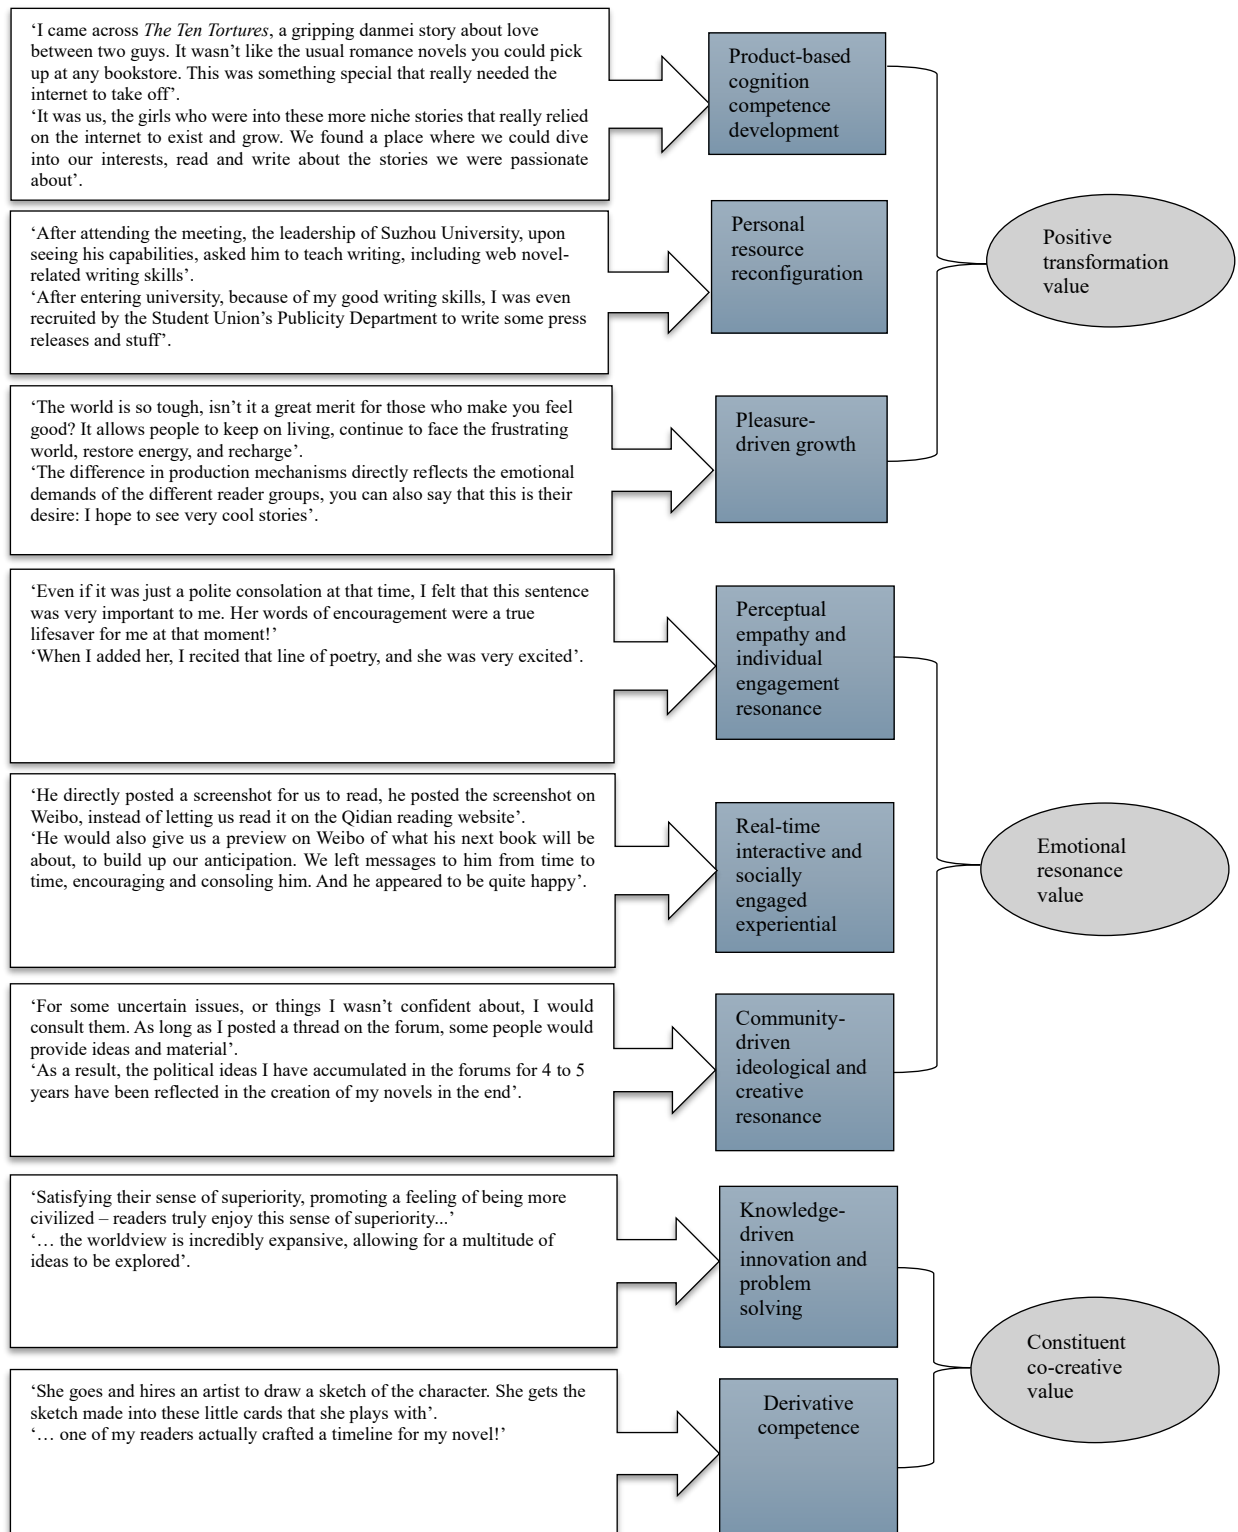 ‘I came across The Ten Tortures, a gripping danmei story about love
between two guys. It wasn’t like the usual romance novels you could pick
up at any bookstore. This was something special that really needed the
internet to take off’.
‘It was us, the girls who were into these more niche stories that really relied
on the internet to exist and grow. We found a place where we could dive
into our interests, read and write about the stories we were passionate
about’.
Product-based
cognition
competence
development
‘After attending the meeting, the leadership of Suzhou University, upon
seeing his capabilities, asked him to teach writing, including web novel-
related writing skills’.
‘After entering university, because of my good writing skills, I was even
recruited by the Student Union’s Publicity Department to write some press
releases and stuff’.
Personal
resource
reconfiguration
Positive
transformation
value
‘The world is so tough, isn’t it a great merit for those who make you feel
good? It allows people to keep on living, continue to face the frustrating
world, restore energy, and recharge’.
‘The difference in production mechanisms directly reflects the emotional
demands of the different reader groups, you can also say that this is their
desire: I hope to see very cool stories’.
Pleasure-
driven growth
‘Even if it was just a polite consolation at that time, I felt that this sentence
was very important to me. Her words of encouragement were a true
lifesaver for me at that moment!’
‘When I added her, I recited that line of poetry, and she was very excited’.
Perceptual
empathy and
individual
engagement
resonance
‘He directly posted a screenshot for us to read, he posted the screenshot on
Weibo, instead of letting us read it on the Qidian reading website’.
‘He would also give us a preview on Weibo of what his next book will be
about, to build up our anticipation. We left messages to him from time to
time, encouraging and consoling him. And he appeared to be quite happy’.
Real-time
interactive and
socially
engaged
experiential
Emotional
resonance
value
‘For some uncertain issues, or things I wasn’t confident about, I would
consult them. As long as I posted a thread on the forum, some people would
provide ideas and material’.
‘As a result, the political ideas I have accumulated in the forums for 4 to 5
years have been reflected in the creation of my novels in the end’.
Community-
driven
ideological and
creative
resonance
‘Satisfying their sense of superiority, promoting a feeling of being more
civilized – readers truly enjoy this sense of superiority...’
‘… the worldview is incredibly expansive, allowing for a multitude of
ideas to be explored’.
Knowledge-
driven
innovation and
problem
solving
Constituent
co-creative
value
‘She goes and hires an artist to draw a sketch of the character. She gets the
sketch made into these little cards that she plays with’.
‘… one of my readers actually crafted a timeline for my novel!’
Derivative
competence